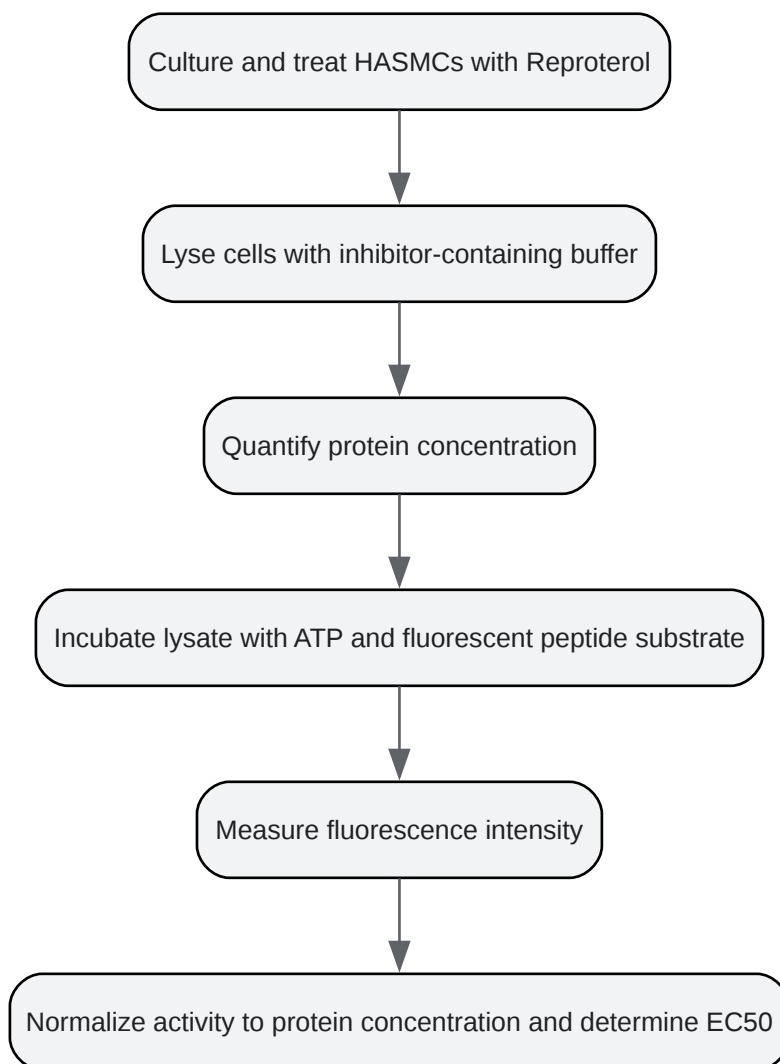 Culture and treat HASMCs with Reproterol
Lyse cells with inhibitor-containing buffer
Quantify protein concentration
Incubate lysate with ATP and fluorescent peptide substrate
Measure fluorescence intensity
Normalize activity to protein concentration and determine EC50